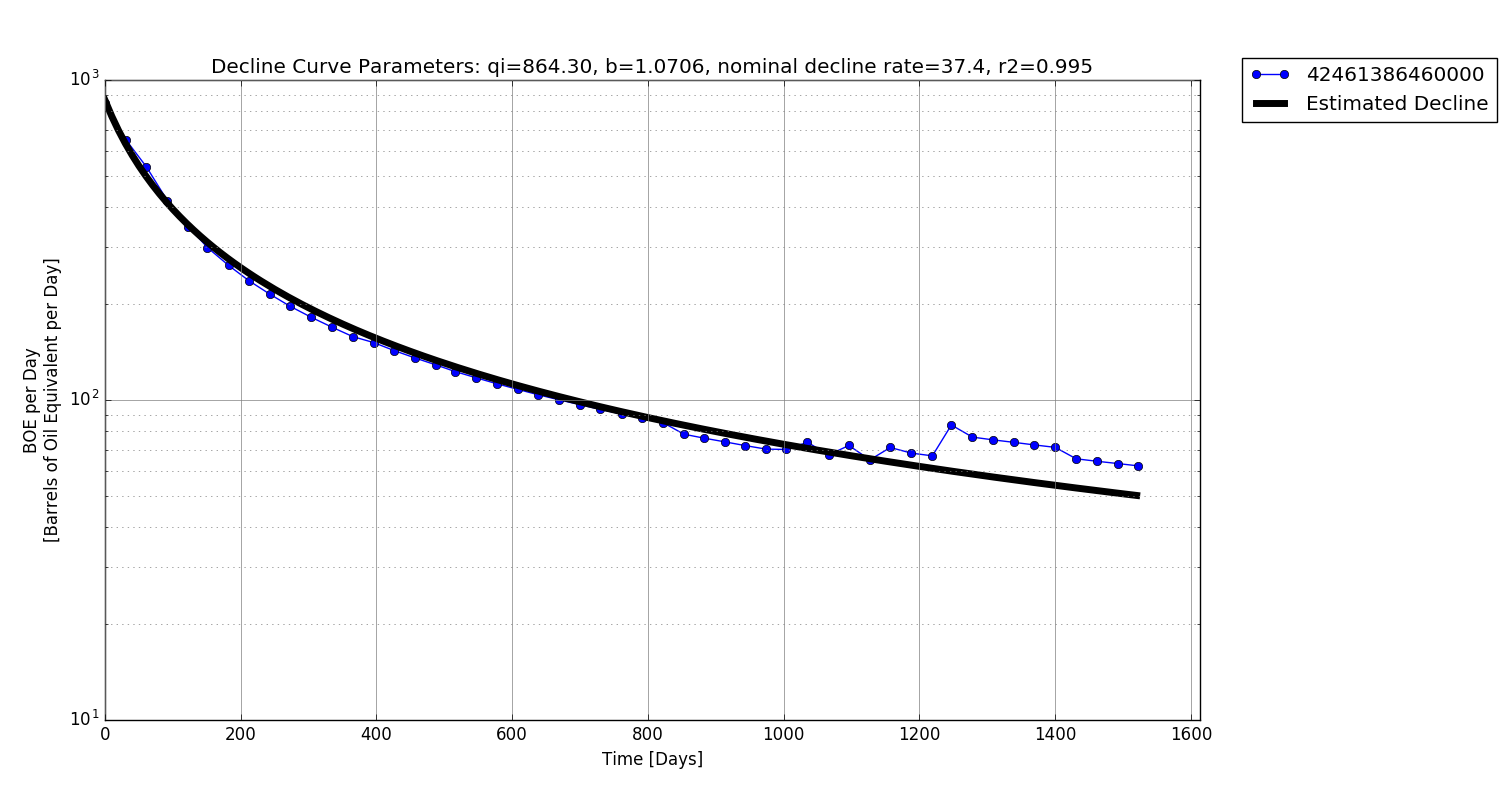 Decline Curve Parameters: qi=864.30, b=1.0706, nominal decline rate=37.4, r2=0.995
42461386460000
Estimated Decline
10³
10²
10¹
BOE per Day
[Barrels of Oil Equivalent per Day]
0 200 400 600 800 1000 1200 1400 1600
Time [Days]